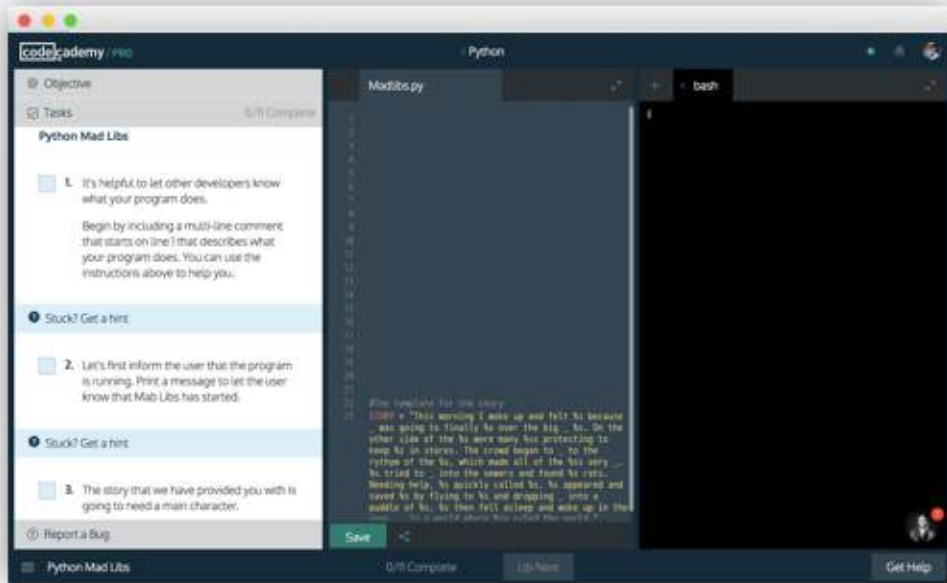 codecademy / PRO
Python
Objective
Tasks
0/11 Complete
Python Mad Libs
1. It's helpful to let other developers know
what your program does.
Begin by including a multi-line comment
that starts on line 1 that describes what
your program does. You can use the
instructions above to help you.
Stuck? Get a hint
2. Let's first inform the user that the program
is running. Print a message to let the user
know that Mab Libs has started.
Stuck? Get a hint
3. The story that we have provided you with is
going to need a main character.
Report a Bug
Madlibs.py
#The template for the story
STORY = "This morning I woke up and felt %s because
_ was going to finally %s over the big _ %s. On the
other side of the %s were many %ss protecting to
keep %s in stores. The crowd began to _ to the
rythym of the %s, which made all of the %ss very _.
%s tried to _ into the sewers and found %s rats.
Needing help, %s quickly called %s. %s appeared and
saved %s by flying to %s and dropping _ into a
puddle of %s. %s then fell asleep and woke up in the
Save
bash
Python Mad Libs
0/11 Complete
Up Next
Get Help